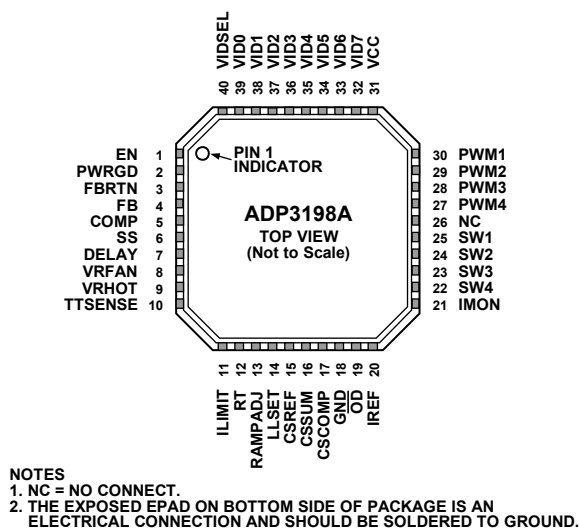 VIDSEL
VID0
VID1
VID2
VID3
VID4
VID5
VID6
VID7
VCC
40
39
38
37
36
35
34
33
32
31
EN 1
PWRGD 2
FBRTN 3
FB 4
COMP 5
SS 6
DELAY 7
VRFAN 8
VRHOT 9
TTSENSE 10
PIN 1
INDICATOR
ADP3198A
TOP VIEW
(Not to Scale)
30 PWM1
29 PWM2
28 PWM3
27 PWM4
26 NC
25 SW1
24 SW2
23 SW3
22 SW4
21 IMON
11
12
13
14
15
16
17
18
19
20
ILIMIT
RT
RAMPADJ
LLSET
CSREF
CSSUM
CSCOMP
GND
OD
IREF
NOTES
1. NC = NO CONNECT.
2. THE EXPOSED EPAD ON BOTTOM SIDE OF PACKAGE IS AN
ELECTRICAL CONNECTION AND SHOULD BE SOLDERED TO GROUND.